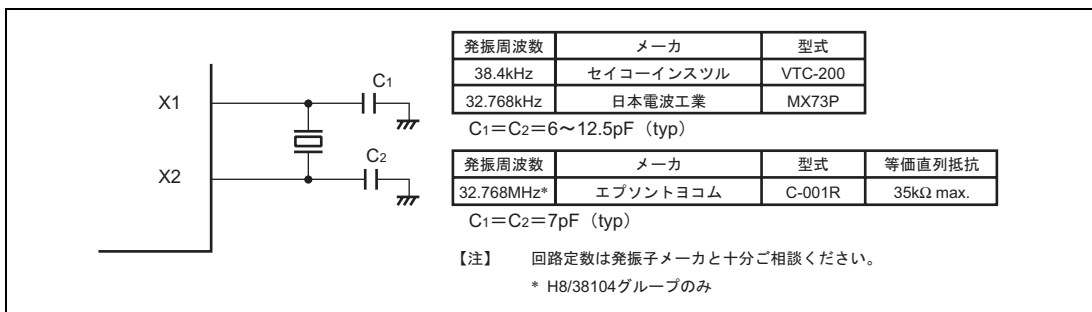 X1
X2
C1
C2
発振周波数 メーカ 型式
38.4kHz セイコーインスツル VTC-200
32.768kHz 日本電波工業 MX73P
C1=C2=6～12.5pF（typ）
発振周波数 メーカ 型式 等価直列抵抗
32.768MHz* エプソントヨコム C-001R 35kΩ max.
C1=C2=7pF（typ）
【注】 回路定数は発振子メーカと十分ご相談ください。
* H8/38104グループのみ